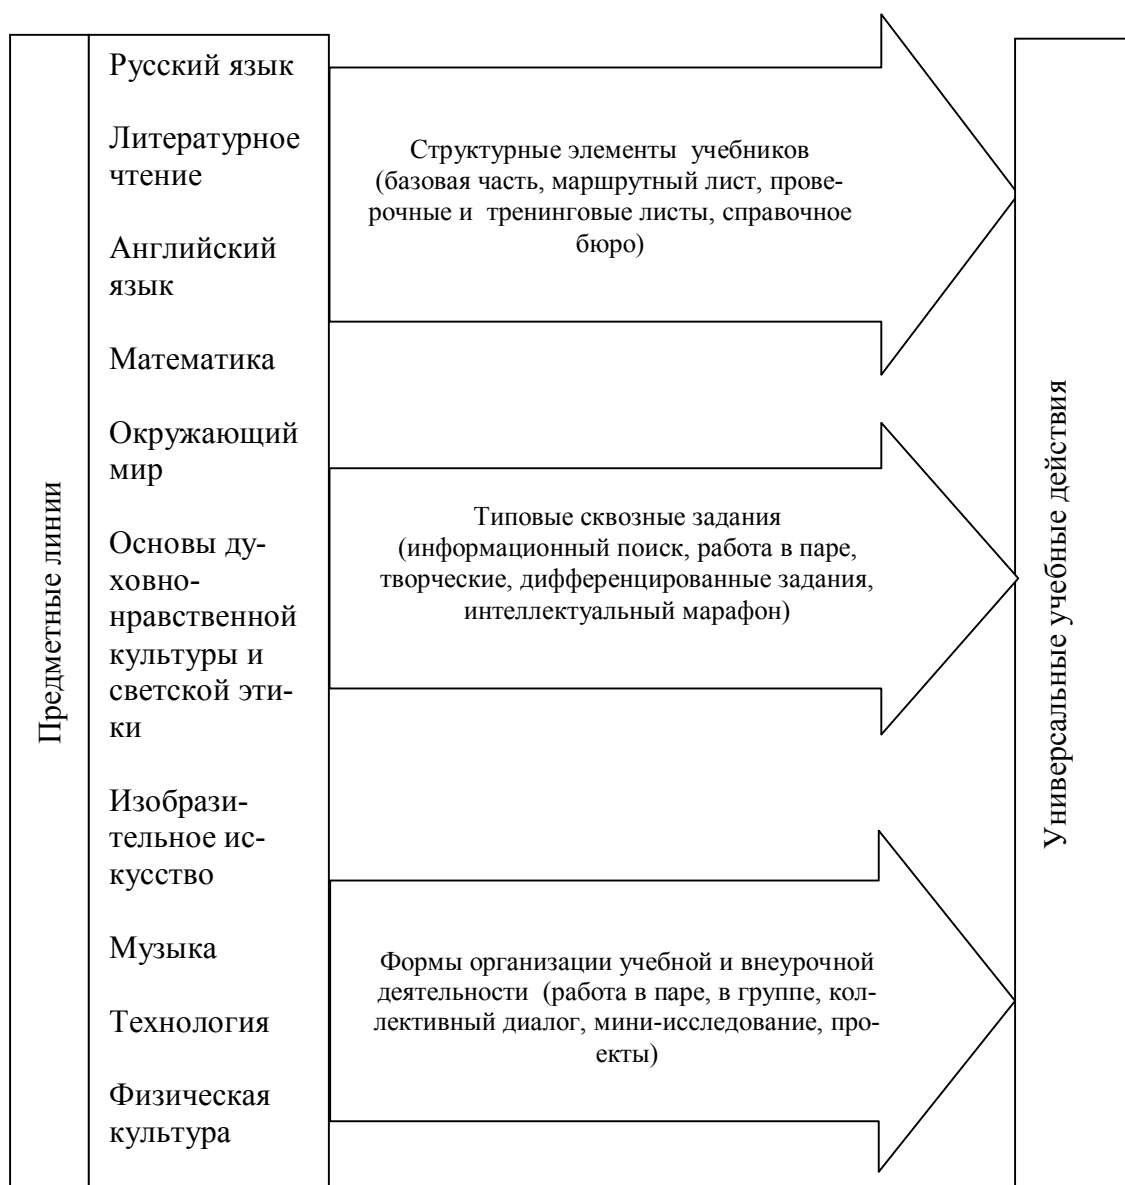 Предметные линии
Русский язык
Литературное
чтение
Английский
язык
Математика
Окружающий
мир
Основы ду-
ховно-
нравственной
культуры и
светской эти-
ки
Изобрази-
тельное ис-
кусство
Музыка
Технология
Физическая
культура
Структурные элементы учебников
(базовая часть, маршрутный лист, прове-
рочные и тренинговые листы, справочное
бюро)
Типовые сквозные задания
(информационный поиск, работа в паре,
творческие, дифференцированные задания,
интеллектуальный марафон)
Формы организации учебной и внеурочной
деятельности (работа в паре, в группе, кол-
лективный диалог, мини-исследование, про-
екты)
Универсальные учебные действия